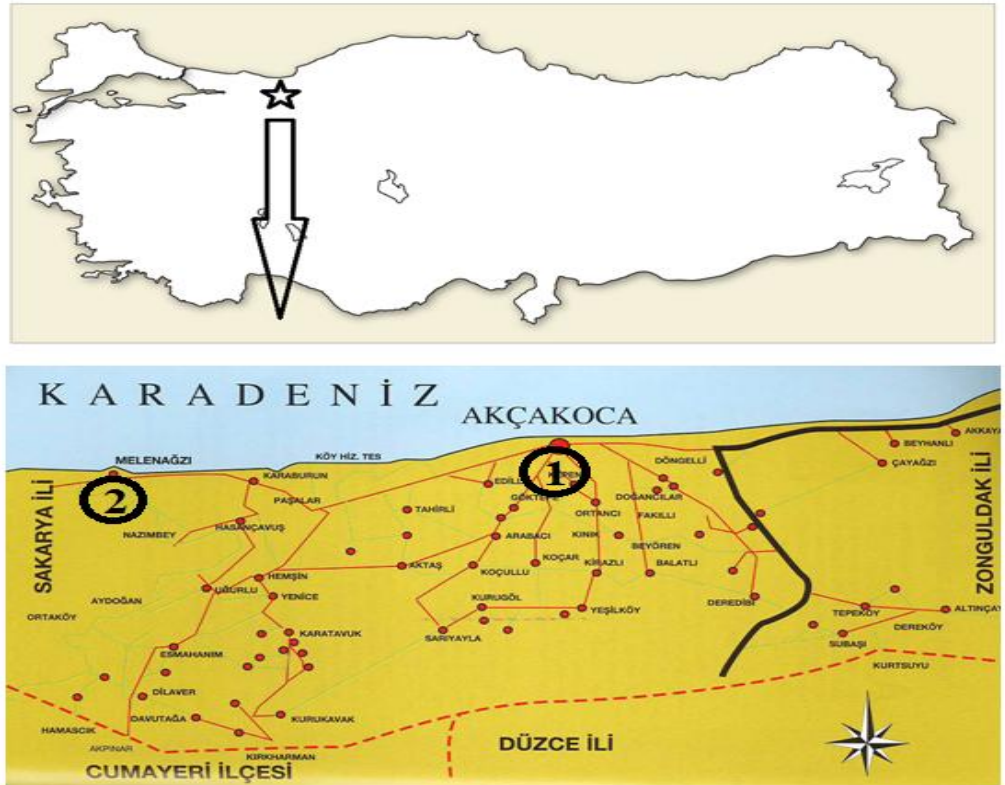 KARADENİZ
AKÇAKOCA
MELENAĞZI
KÖY HİZ. TES
KARABURUN
PAŞALAR
DÖNGELLİ
BEYHANLI
AKKAYA
ÇAYAĞZI
1
2
TAHİRLİ
DOĞANCILAR
ORTANCI
FAKILLI
NAZIMBEY
HASANÇAVUŞ
ARABACI
KINIK
BEYÖREN
SAKARYA İLİ
ZONGULDAK İLİ
AKTAŞ
KOÇULLU
KOÇAR
KİRAZLI
BALATLI
HEMŞİN
UĞURLU
YENİCE
AYDOĞAN
ORTAKÖY
KURUGÖL
YEŞİLKÖY
DEREDİBİ
TEPEKÖY
ALTINÇAY
DEREKÖY
SUBAŞI
KARATAVUK
SARIYAYLA
ESMAHANIM
KURTSUYU
DİLAVER
DAVUTAĞA
KURUKAVAK
HAMASCIK
AKPINAR
KIRKHARMAN
DÜZCE İLİ
CUMAYERİ İLÇESİ